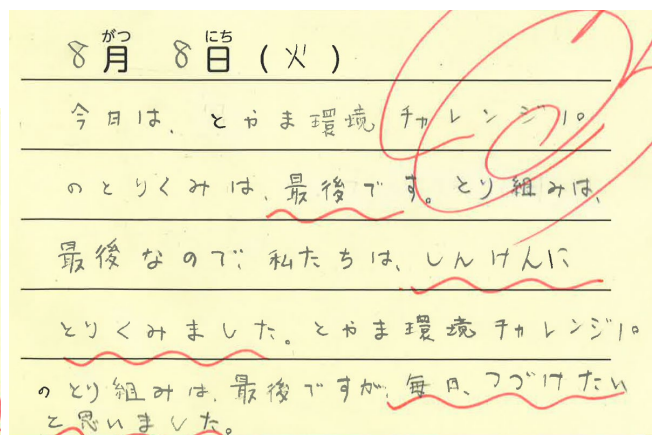 8月 8日(火)
がつ にち
今日は、とやま環境チャレンジ10
のとりくみは、最後です。とり組みは、
最後なので、私たちは、しんけんに
とりくみました。とやま環境チャレンジ10
のとり組みは、最後ですが、毎日、つづけたい
と思いました。